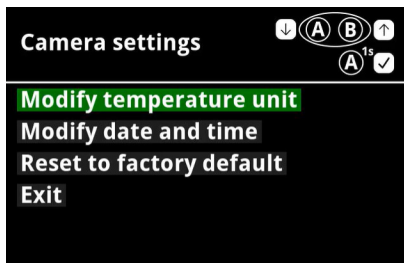 Camera settings
↓ A B ↑
A 1s ✓
Modify temperature unit
Modify date and time
Reset to factory default
Exit